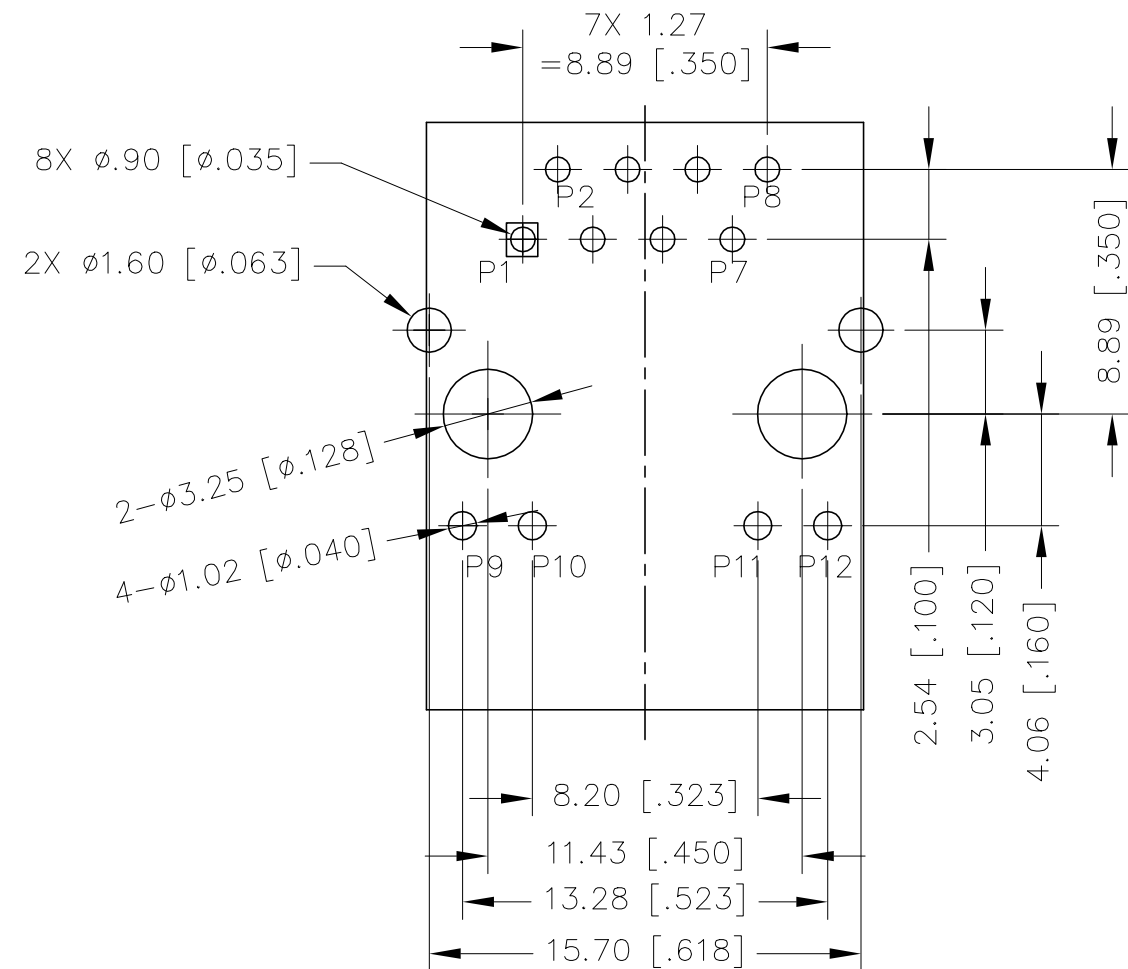 7X 1.27
=8.89 [.350]
8X ø.90 [ø.035]
P2
P8
2X ø1.60 [ø.063]
P1
P7
8.89 [.350]
2-ø3.25 [ø.128]
4-ø1.02 [ø.040]
P9
P10
P11
P12
2.54 [.100]
3.05 [.120]
4.06 [.160]
8.20 [.323]
11.43 [.450]
13.28 [.523]
15.70 [.618]